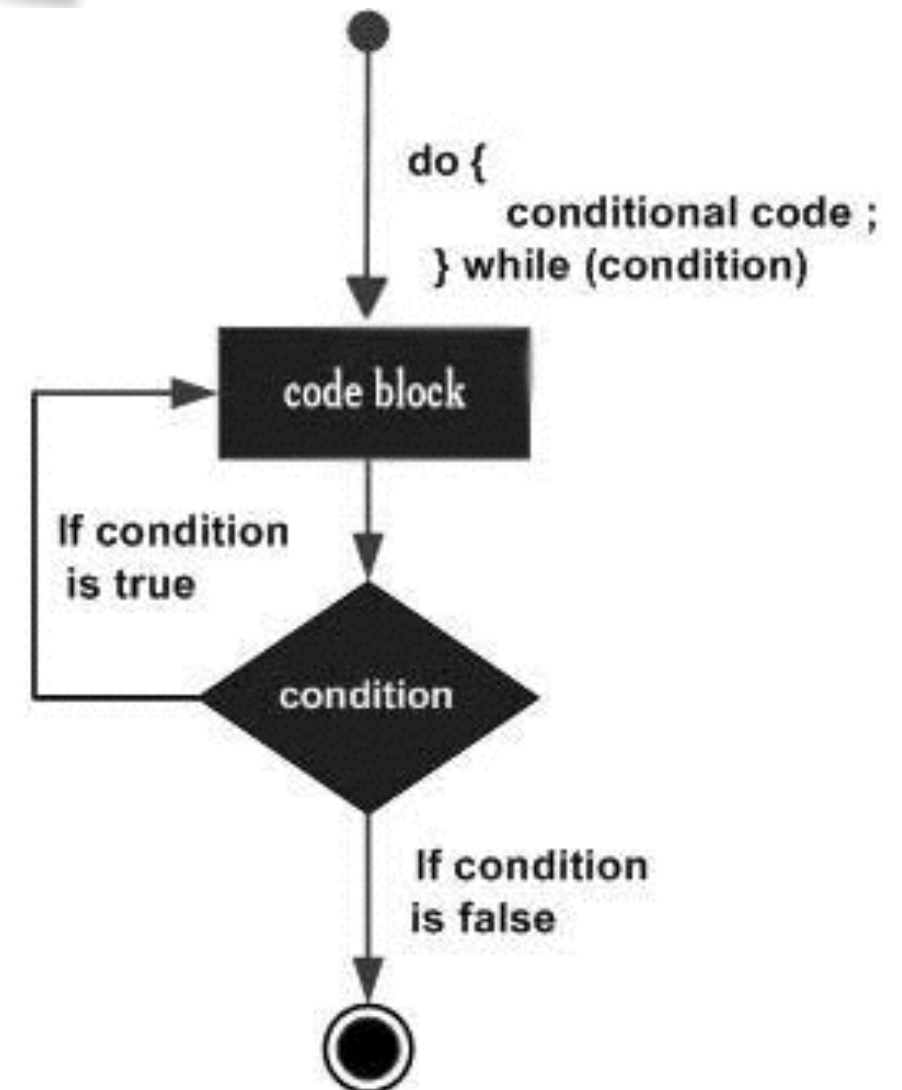 do {
conditional code ;
} while (condition)
code block
If condition
is true
condition
If condition
is false